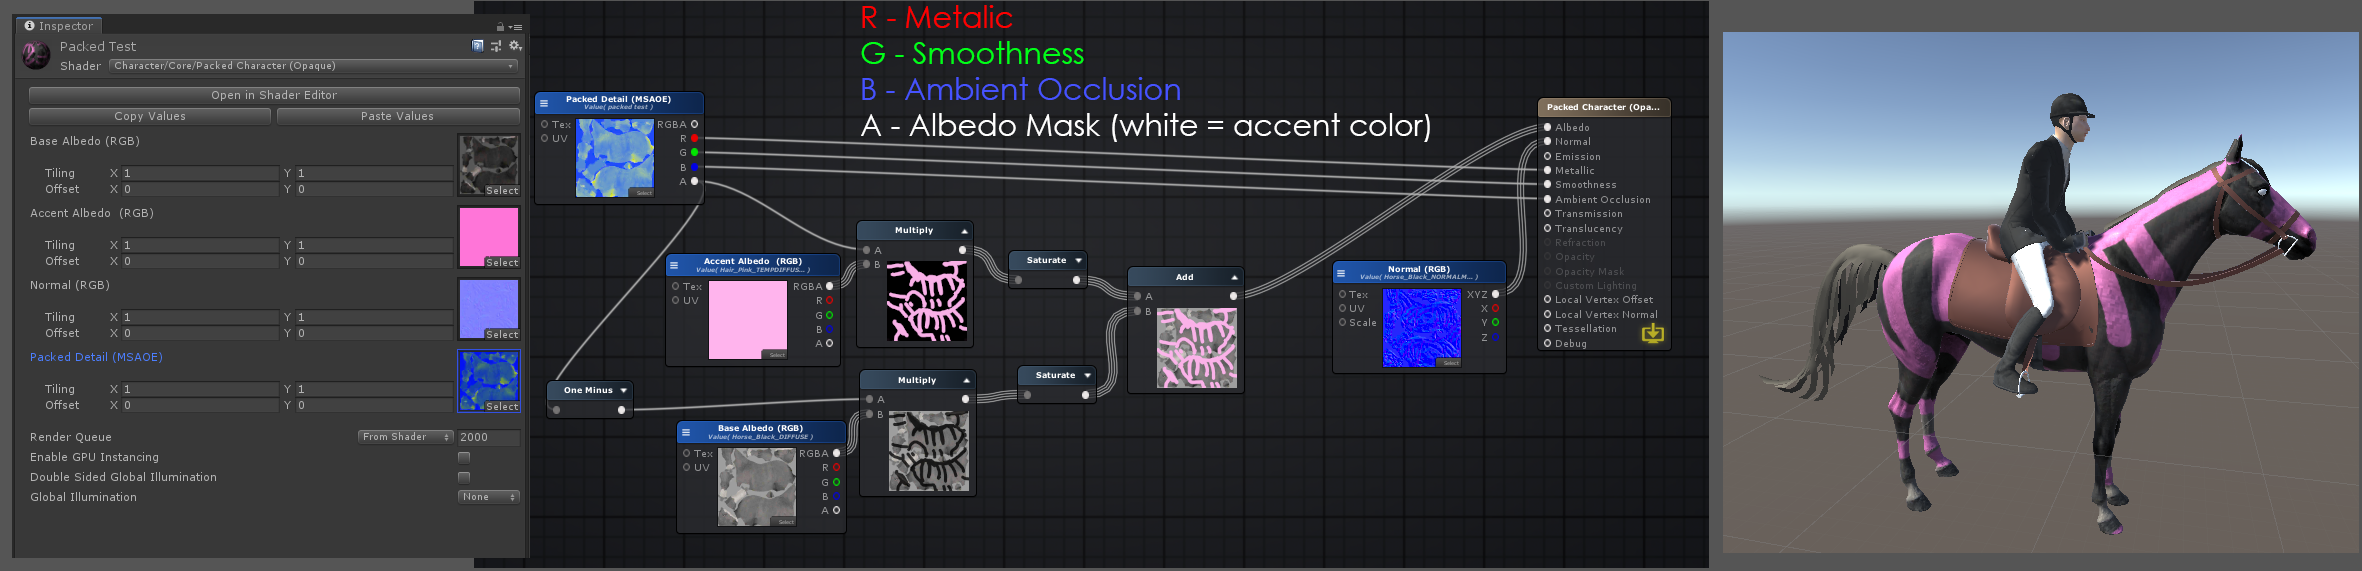 Inspector
Packed Test
Shader Character/Core/Packed Character (Opaque)
Open in Shader Editor
Copy Values Paste Values
Base Albedo (RGB)
Tiling X 1 Y 1
Offset X 0 Y 0
Select
Accent Albedo (RGB)
Tiling X 1 Y 1
Offset X 0 Y 0
Select
Normal (RGB)
Tiling X 1 Y 1
Offset X 0 Y 0
Select
Packed Detail (MSAOE)
Tiling X 1 Y 1
Offset X 0 Y 0
Select
Render Queue From Shader 2000
Enable GPU Instancing
Double Sided Global Illumination
Global Illumination None
R - Metalic
G - Smoothness
B - Ambient Occlusion
A - Albedo Mask (white = accent color)
Packed Detail (MSAOE)
Value( packed test )
Tex RGBA
UV R
G
B
A
Select
Multiply
A
B
Accent Albedo (RGB)
Value( Hair_Pink_TEMPDIFFUS... )
Tex RGBA
UV R
G
B
A
Select
Saturate
Add
A
B
One Minus
Multiply
A
B
Saturate
Base Albedo (RGB)
Value( Horse_Black_DIFFUSE )
Tex RGBA
UV R
G
B
A
Select
Normal (RGB)
Value( Horse_Black_NORMALM... )
Tex XYZ
UV X
Scale Y
Z
Select
Packed Character (Opa...
Albedo
Normal
Emission
Metallic
Smoothness
Ambient Occlusion
Transmission
Translucency
Refraction
Opacity
Opacity Mask
Custom Lighting
Local Vertex Offset
Local Vertex Normal
Tessellation
Debug